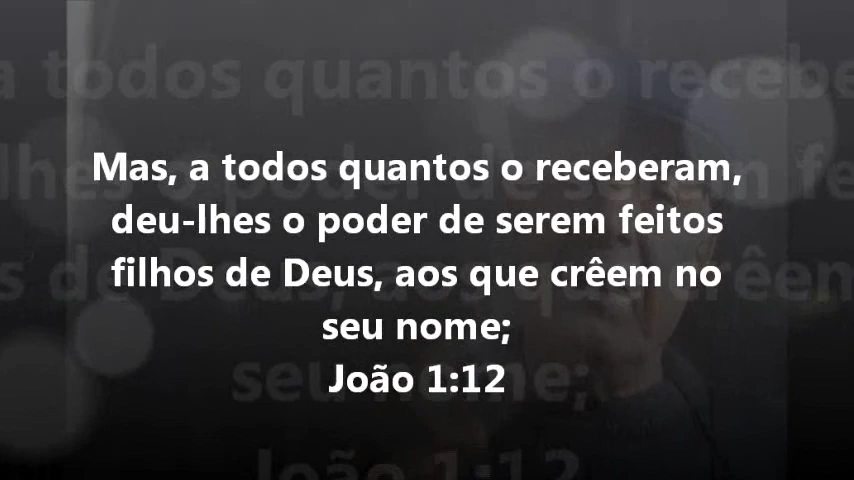 Mas, a todos quantos o receberam,
deu-lhes o poder de serem feitos
filhos de Deus, aos que crêem no
seu nome;
João 1:12